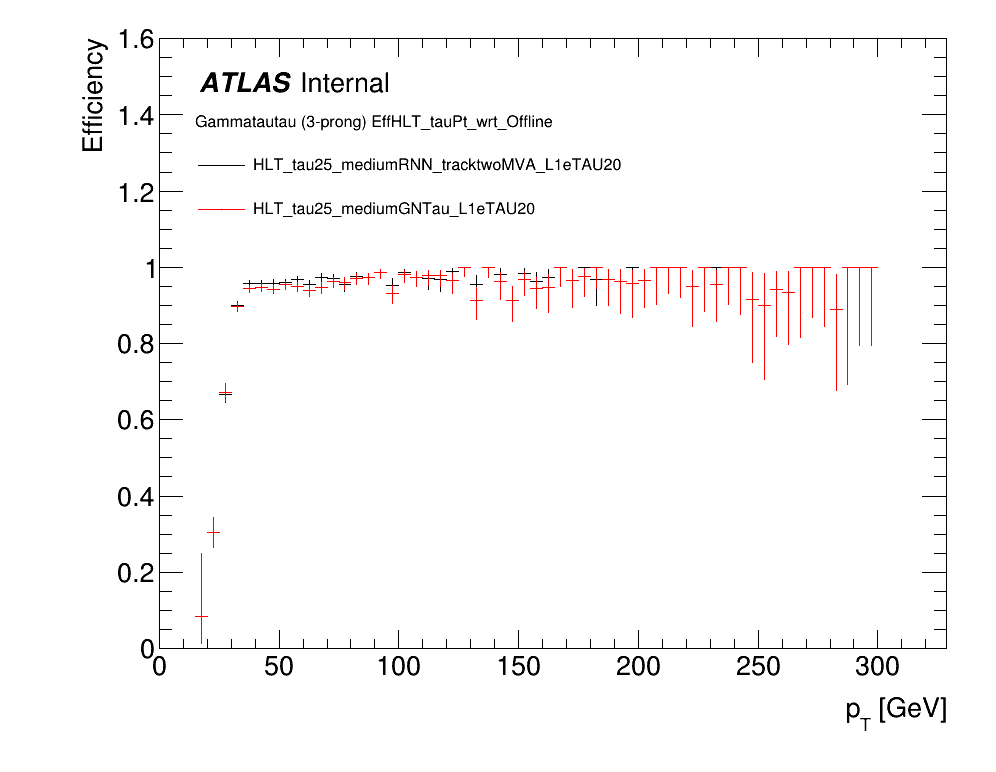 Efficiency
1.6
1.4
1.2
1
0.8
0.6
0.4
0.2
0
ATLAS Internal
Gammatautau (3-prong) EffHLT_tauPt_wrt_Offline
HLT_tau25_mediumRNN_tracktwoMVA_L1eTAU20
HLT_tau25_mediumGNTau_L1eTAU20
0 50 100 150 200 250 300
p_T [GeV]